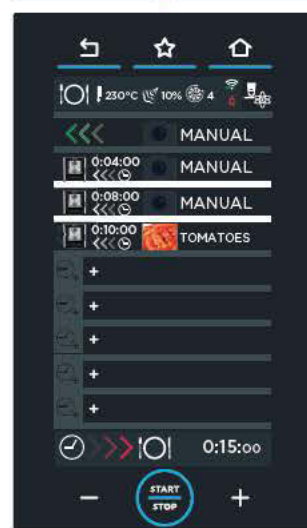 230°C 10% 4
MANUAL
0:04:00 MANUAL
0:08:00 MANUAL
0:10:00 TOMATOES
+
+
+
+
+
0:15:00
− START STOP +